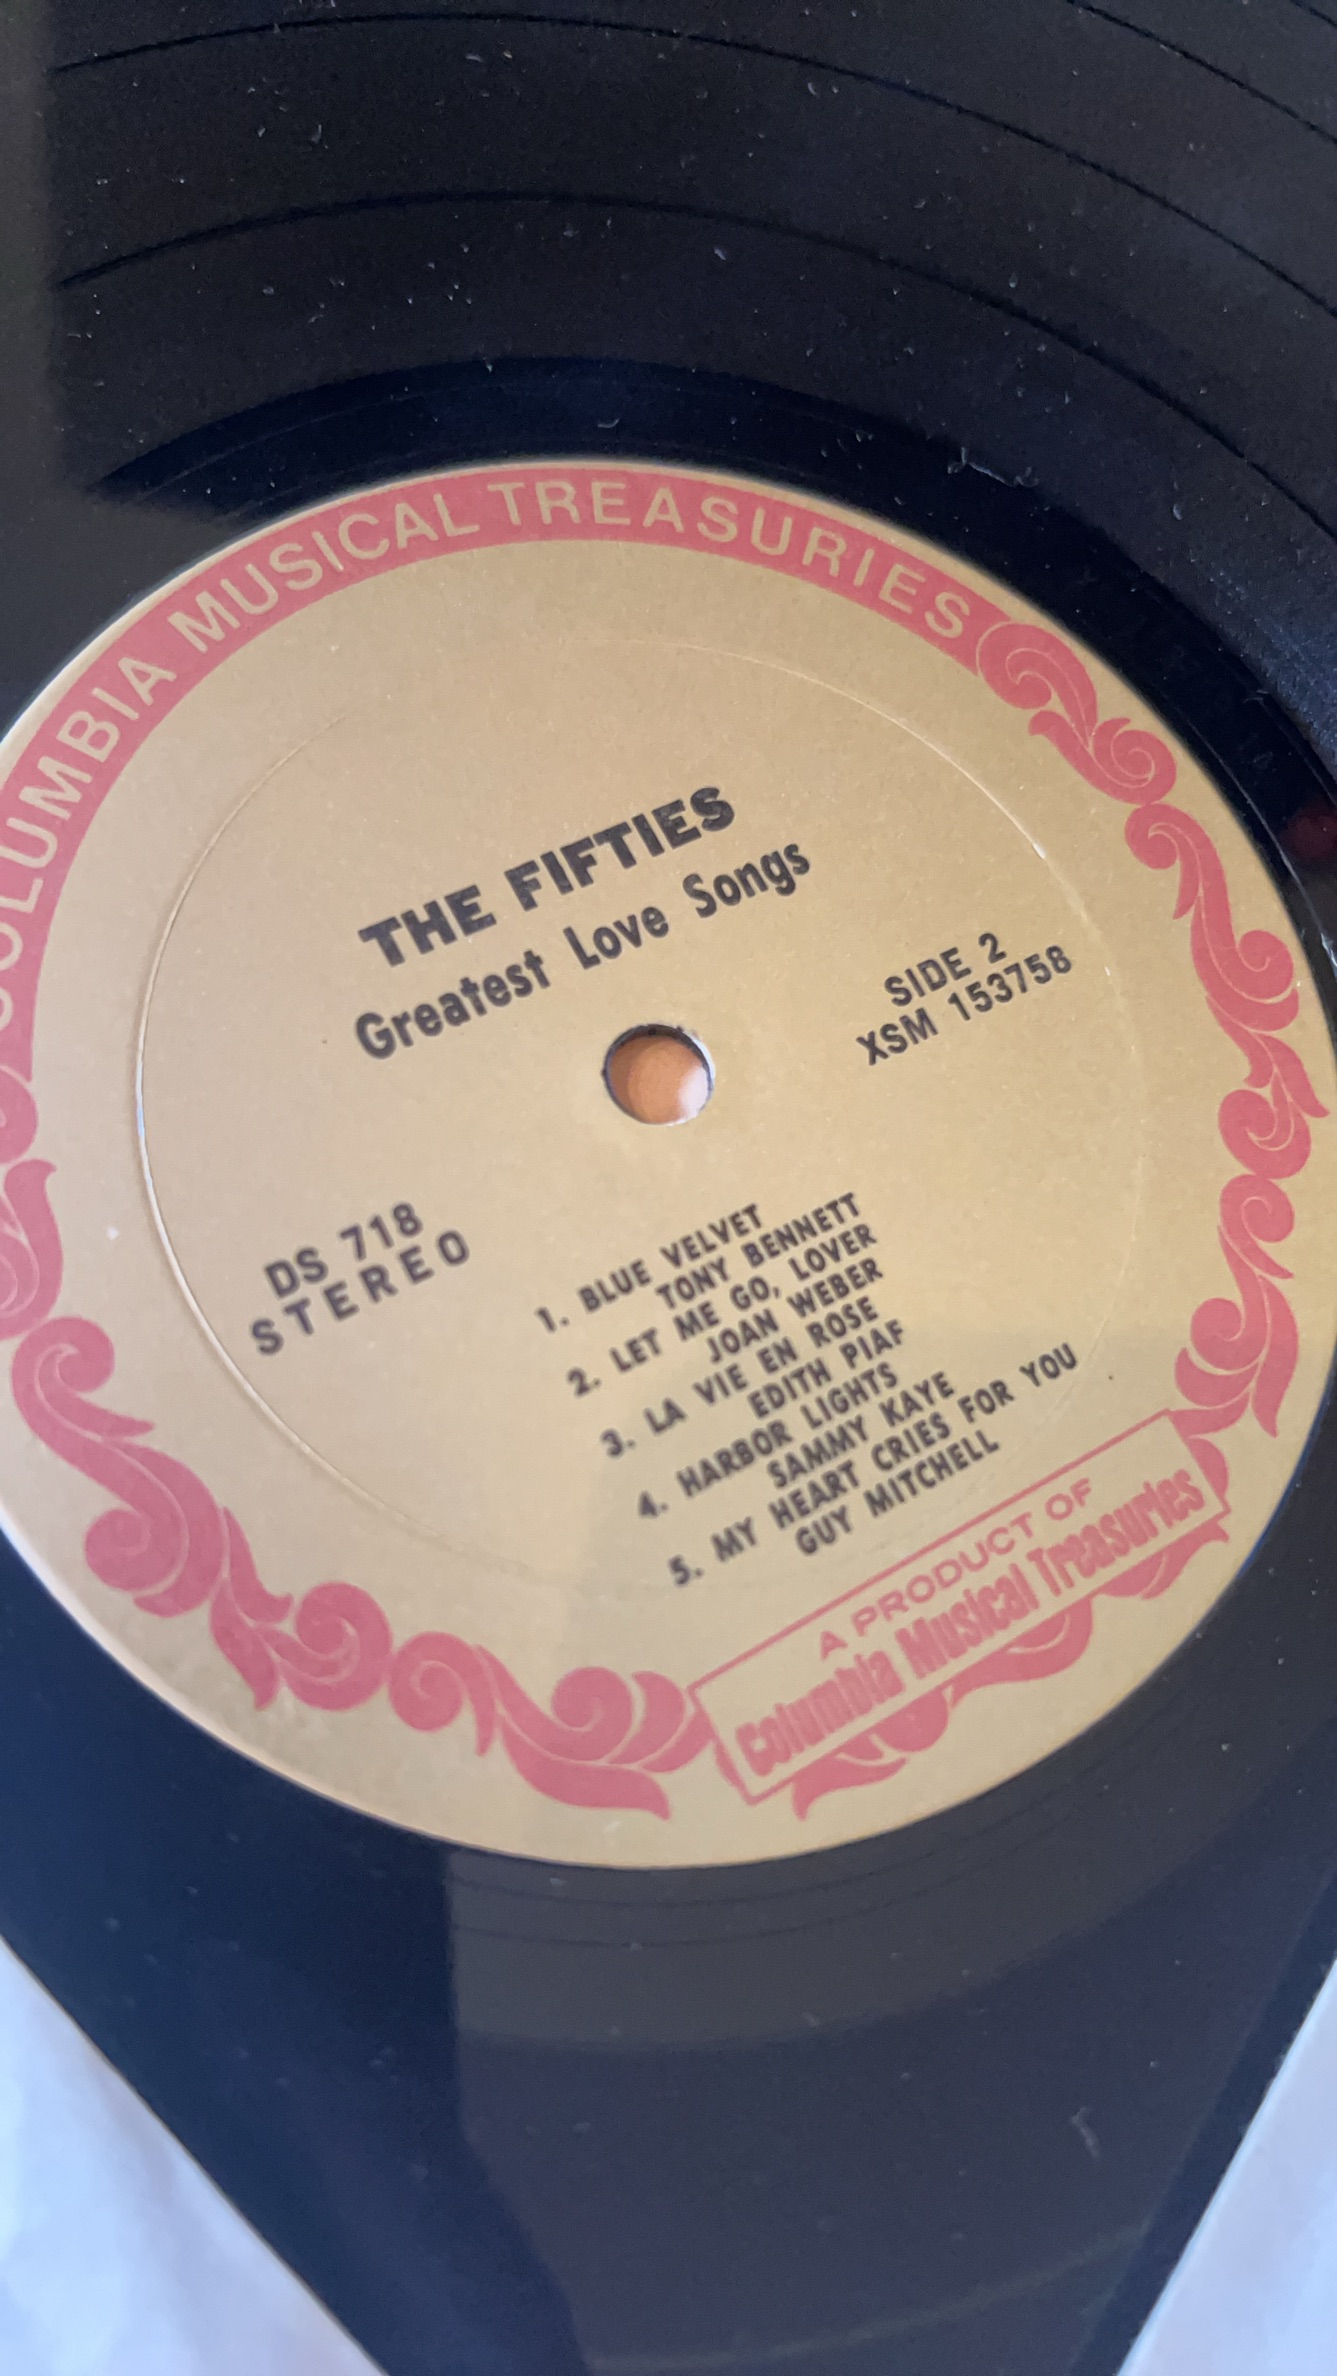 COLUMBIA MUSICAL TREASURIES
THE FIFTIES
Greatest Love Songs
SIDE 2
XSM 153758
DS 718
STEREO
1. BLUE VELVET
TONY BENNETT
2. LET ME GO, LOVER
JOAN WEBER
3. LA VIE EN ROSE
EDITH PIAF
4. HARBOR LIGHTS
SAMMY KAYE
5. MY HEART CRIES FOR YOU
GUY MITCHELL
A PRODUCT OF
Columbia Musical Treasuries